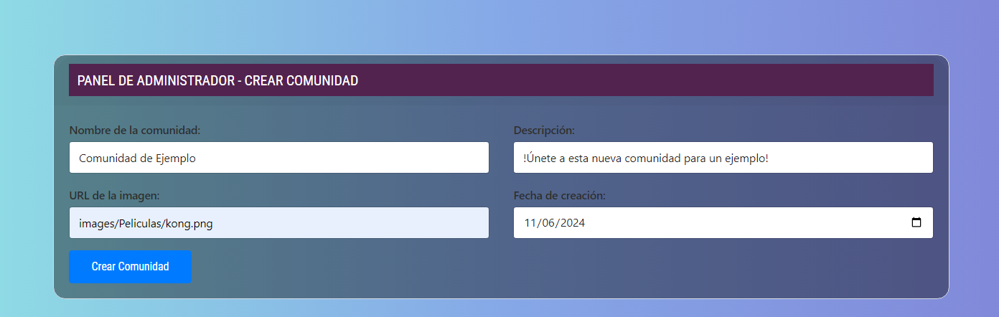 PANEL DE ADMINISTRADOR - CREAR COMUNIDAD
Nombre de la comunidad:
Comunidad de Ejemplo
Descripción:
!Únete a esta nueva comunidad para un ejemplo!
URL de la imagen:
images/Peliculas/kong.png
Fecha de creación:
11/06/2024
Crear Comunidad